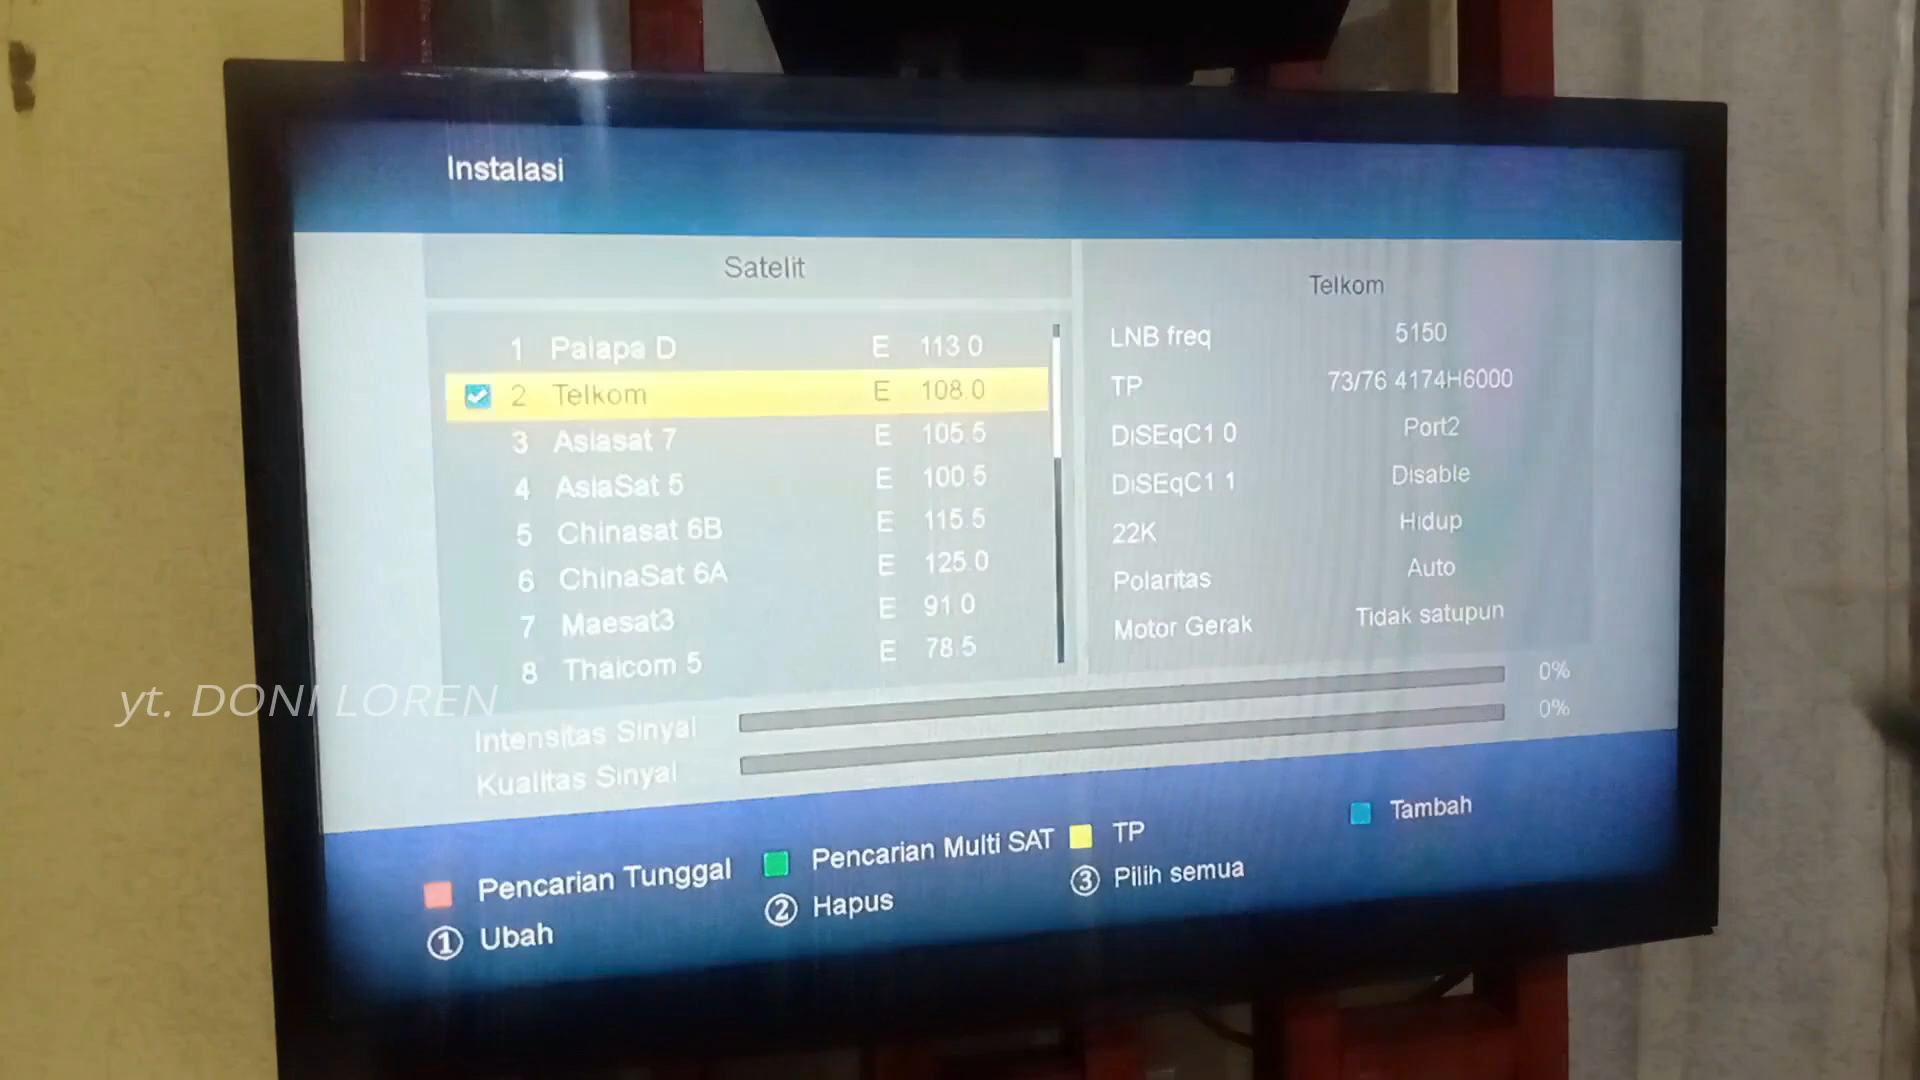 Instalasi
Satelit
1 Palapa D E 113.0
2 Telkom E 108.0
3 Asiasat 7 E 105.5
4 AsiaSat 5 E 100.5
5 Chinasat 6B E 115.5
6 ChinaSat 6A E 125.0
7 Maesat3 E 91.0
8 Thaicom 5 E 78.5
Telkom
LNB freq 5150
TP 73/76 4174H6000
DiSEqC1 0 Port2
DiSEqC1 1 Disable
22K Hidup
Polaritas Auto
Motor Gerak Tidak satupun
Intensitas Sinyal 0%
Kualitas Sinyal 0%
Pencarian Tunggal Pencarian Multi SAT TP Tambah
1 Ubah 2 Hapus 3 Pilih semua
yt. DONI LOREN